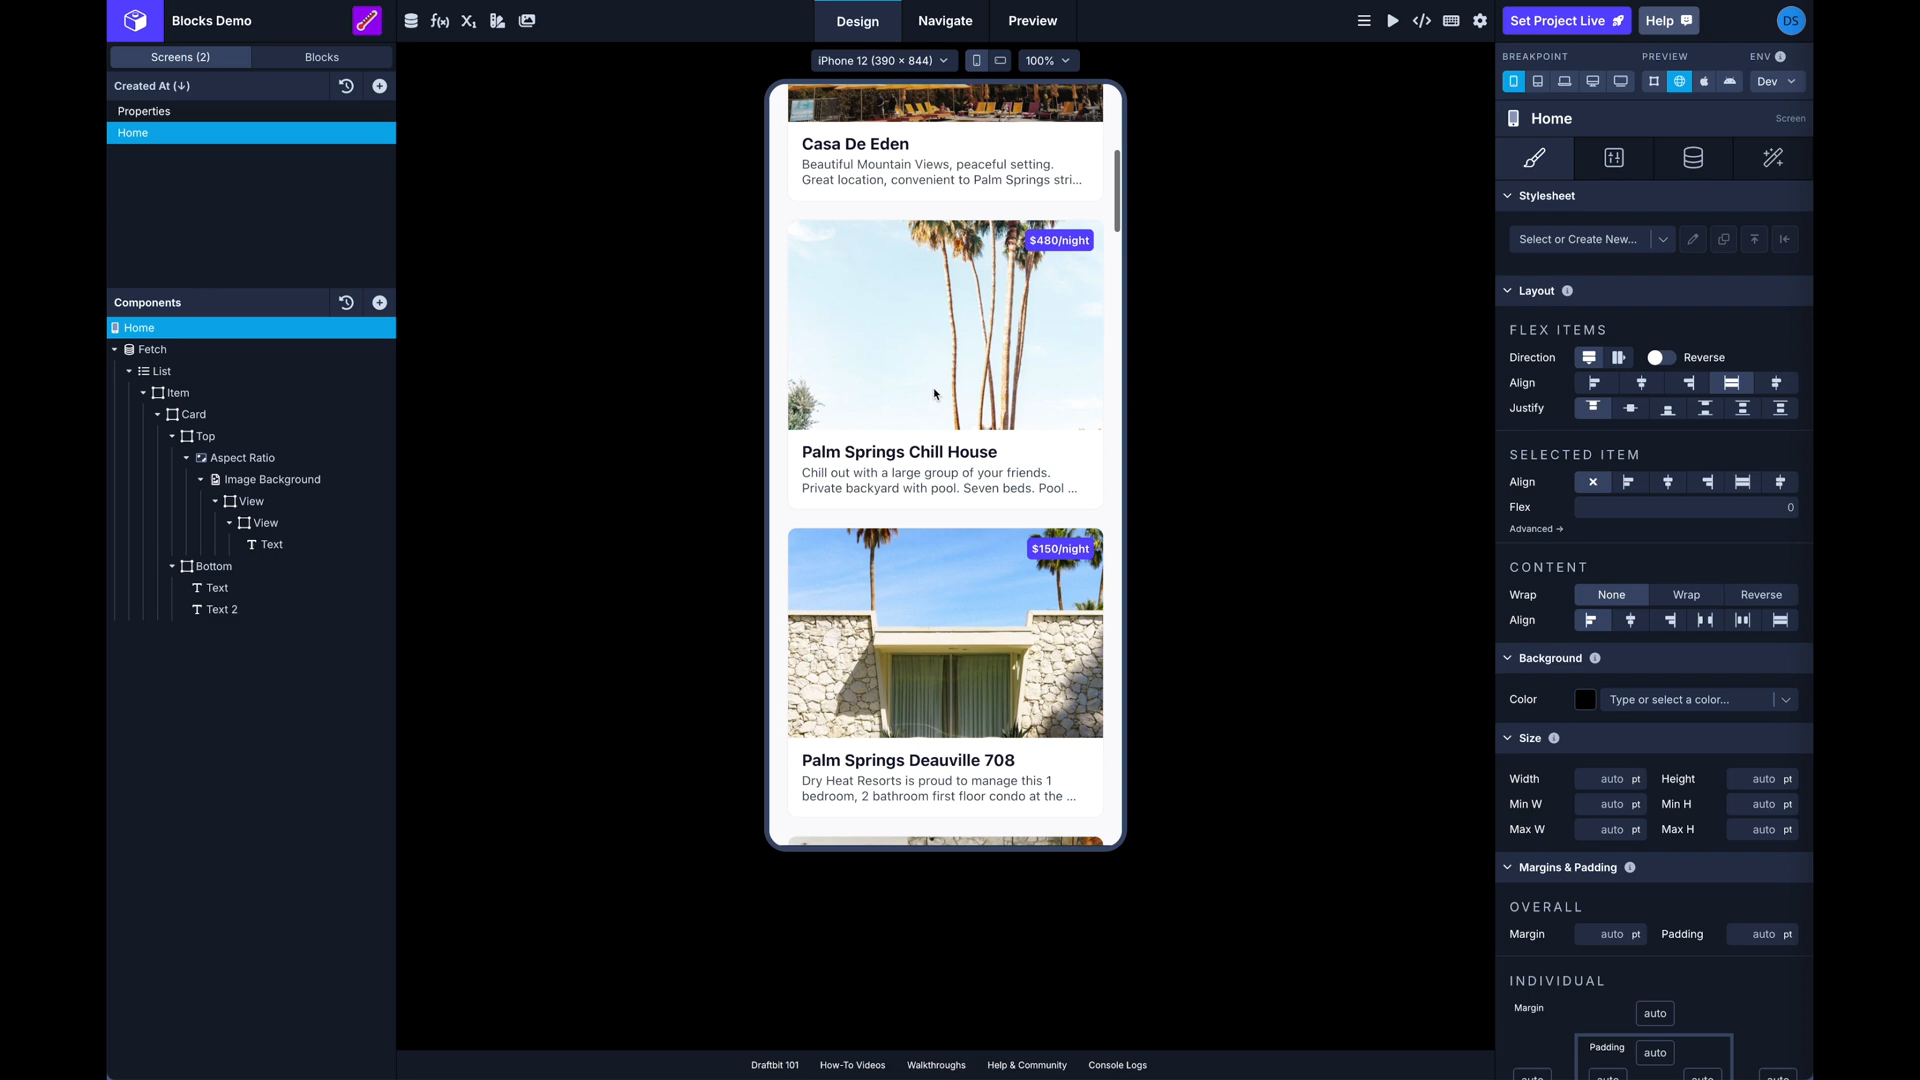 Blocks Demo
f(x)
X₁
Design
Navigate
Preview
Set Project Live
Help
DS
Screens (2)
Blocks
Created At (↓)
Properties
Home
Components
Home
Fetch
List
Item
Card
Top
Aspect Ratio
Image Background
View
View
Text
Bottom
Text
Text 2
iPhone 12 (390 × 844)
100%
Casa De Eden
Beautiful Mountain Views, peaceful setting.
Great location, convenient to Palm Springs stri...
$480/night
Palm Springs Chill House
Chill out with a large group of your friends.
Private backyard with pool. Seven beds. Pool ...
$150/night
Palm Springs Deauville 708
Dry Heat Resorts is proud to manage this 1
bedroom, 2 bathroom first floor condo at the ...
Draftbit 101
How-To Videos
Walkthroughs
Help & Community
Console Logs
BREAKPOINT
PREVIEW
ENV
Dev
Home
Screen
Stylesheet
Select or Create New...
Layout
FLEX ITEMS
Direction
Reverse
Align
Justify
SELECTED ITEM
Align
Flex
0
Advanced →
CONTENT
Wrap
None
Wrap
Reverse
Align
Background
Color
Type or select a color...
Size
Width auto pt
Height auto pt
Min W auto pt
Min H auto pt
Max W auto pt
Max H auto pt
Margins & Padding
OVERALL
Margin auto pt
Padding auto pt
INDIVIDUAL
Margin
auto
Padding
auto
auto
auto
auto
auto